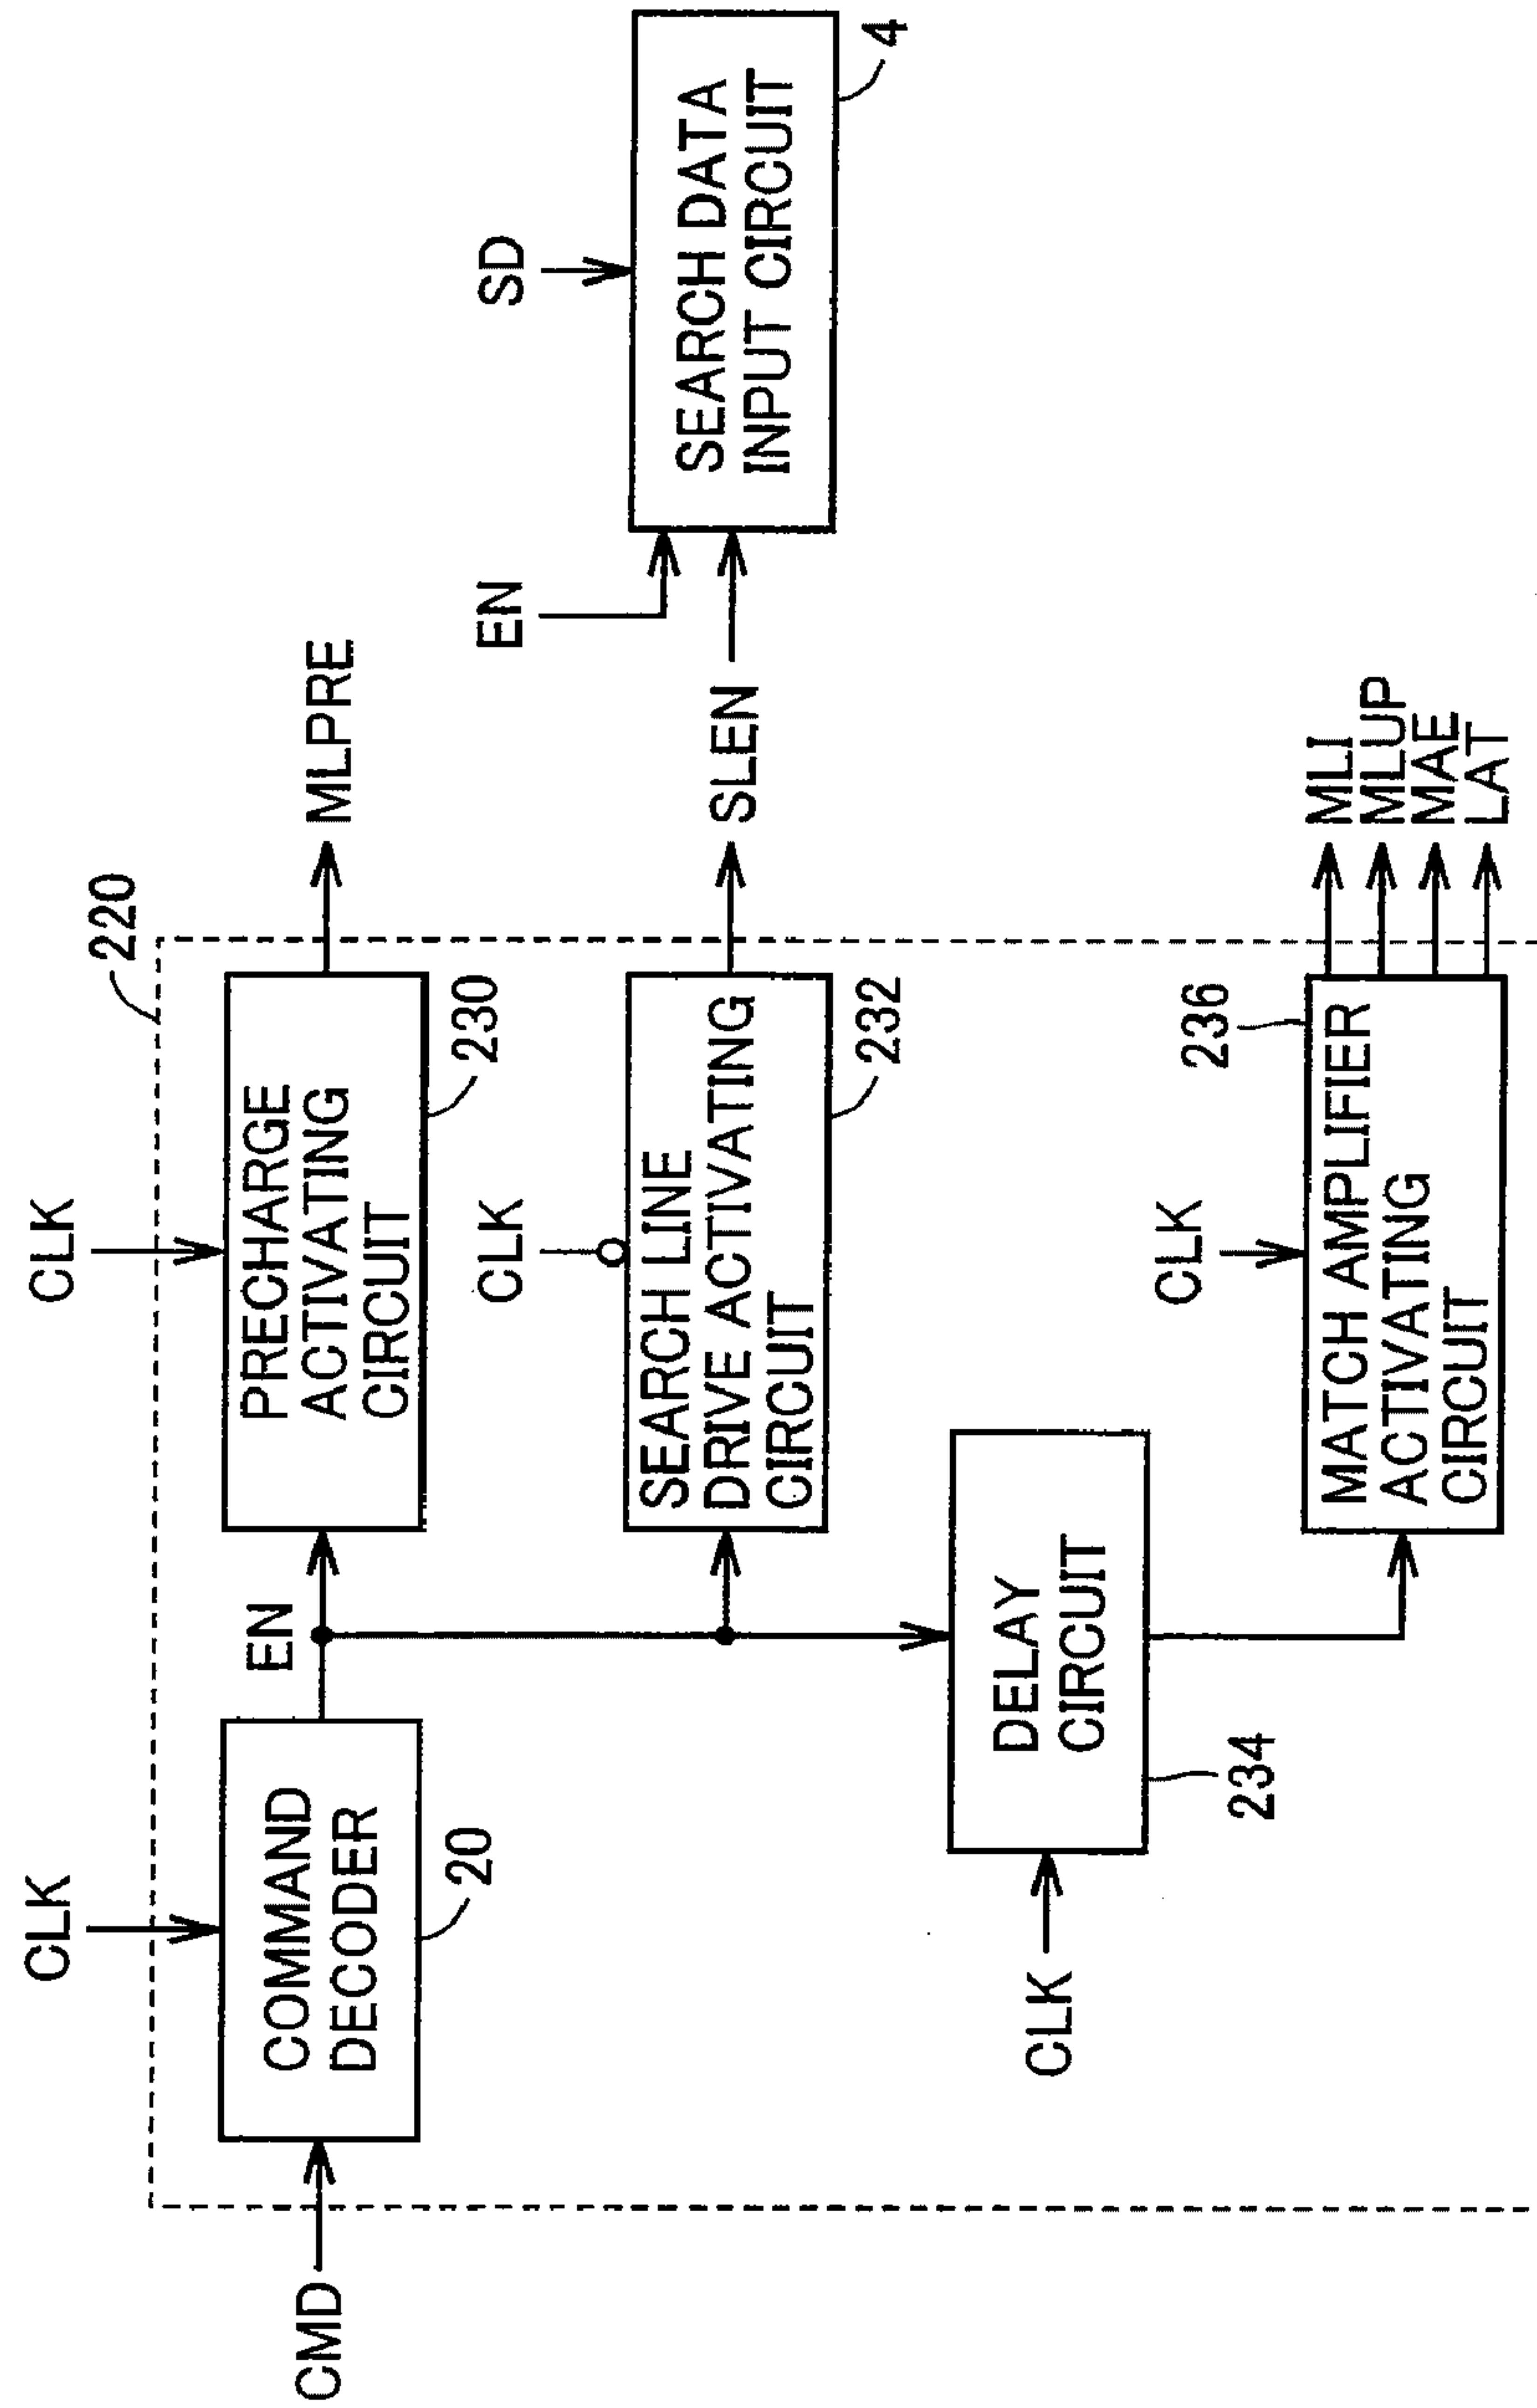 CLK
CLK
220
CMD
COMMAND
DECODER
20
EN
PRECHARGE
ACTIVATING
CIRCUIT
230
MLPRE
CLK
SEARCH LINE
DRIVE ACTIVATING
CIRCUIT
232
SLEN
EN
SD
SEARCH DATA
INPUT CIRCUIT
4
CLK
DELAY
CIRCUIT
234
CLK
236
MATCH AMPLIFIER
ACTIVATING
CIRCUIT
MLI
MLUP
MAE
LAT